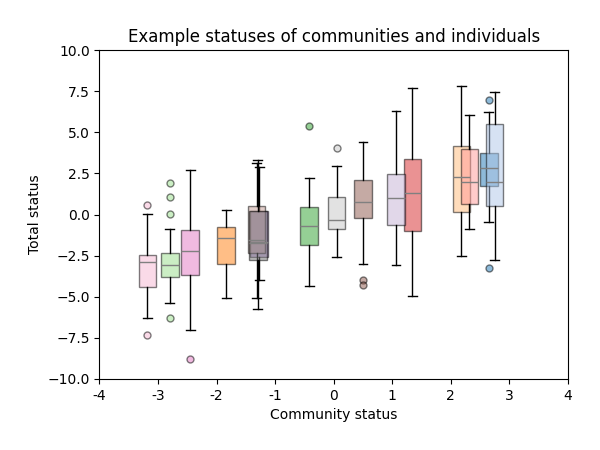 Example statuses of communities and individuals
10.0
7.5
5.0
2.5
0.0
−2.5
−5.0
−7.5
−10.0
Total status
-4 -3 -2 -1 0 1 2 3 4
Community status